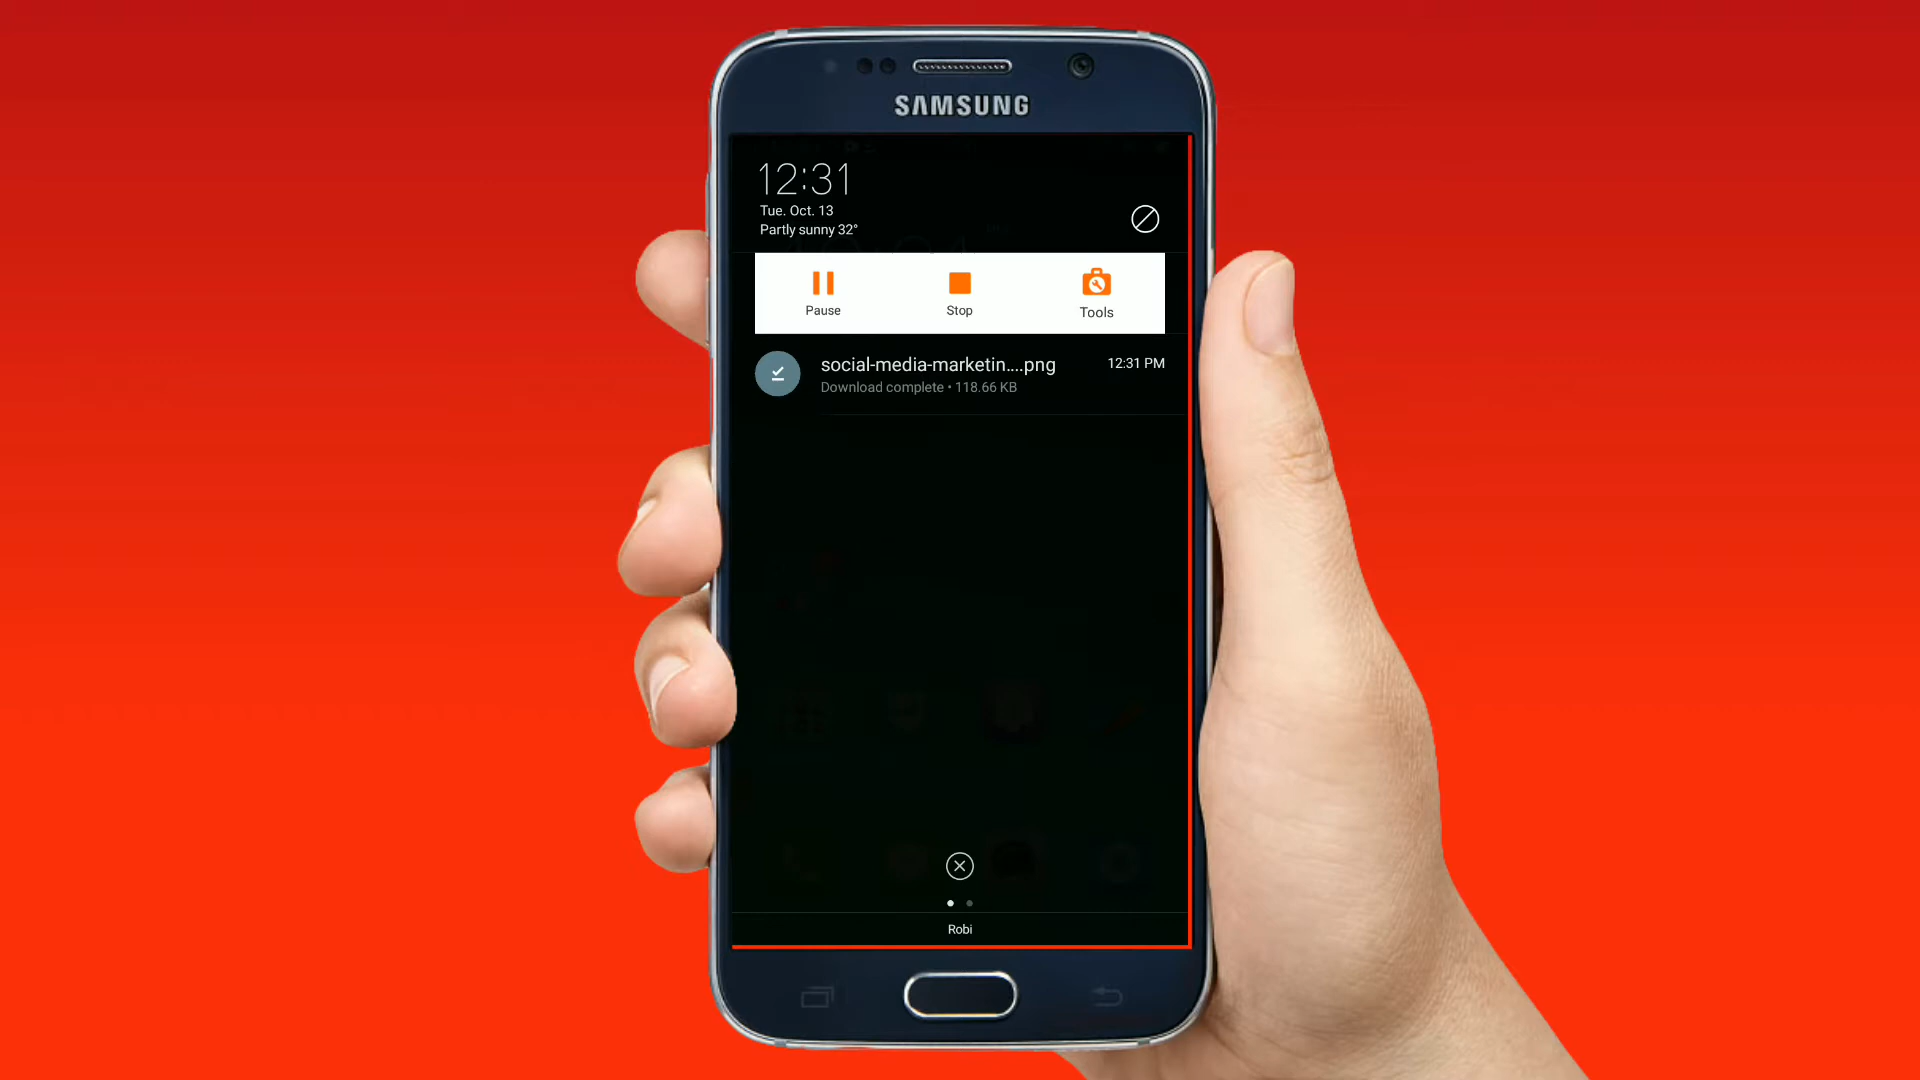 SAMSUNG
12:31
Tue. Oct. 13
Partly sunny 32°
Pause
Stop
Tools
social-media-marketin....png
12:31 PM
Download complete • 118.66 KB
Robi